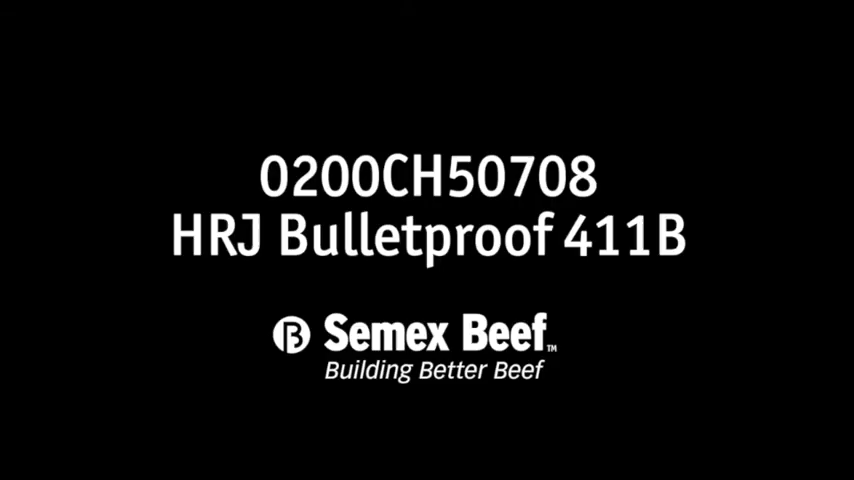 0200CH50708
HRJ Bulletproof 411B
B Semex Beef™
Building Better Beef